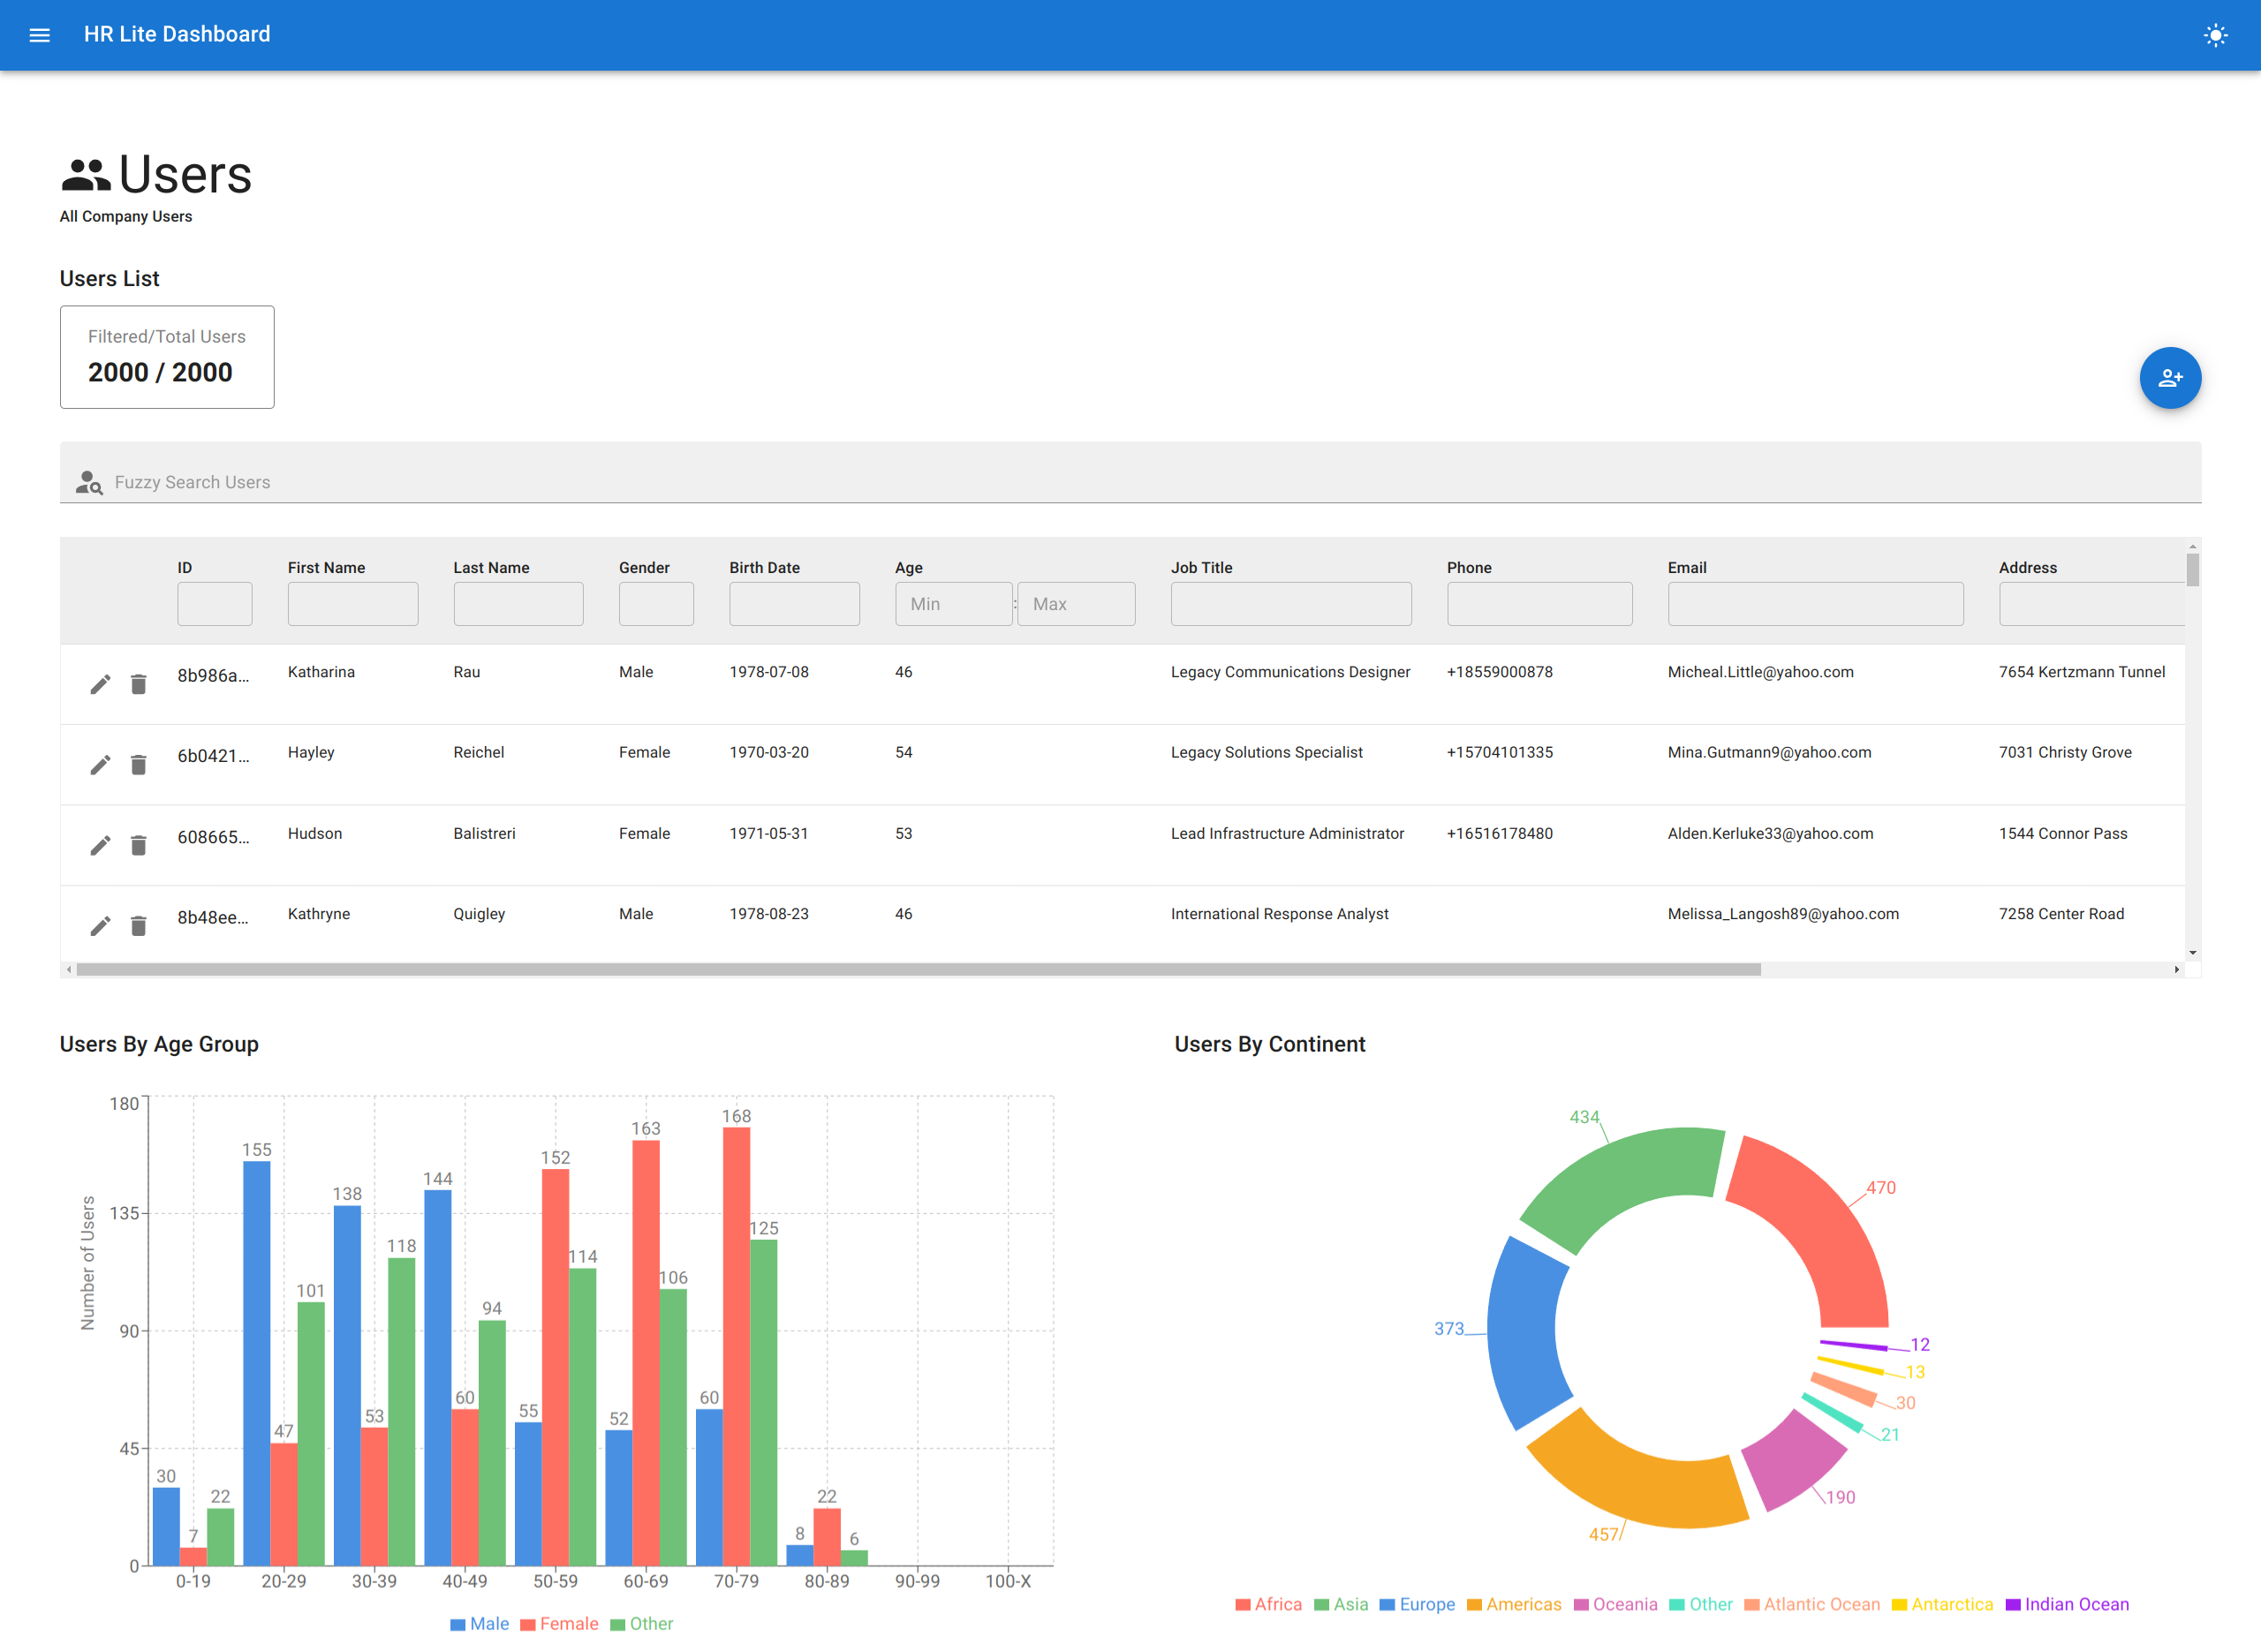 HR Lite Dashboard
Users
All Company Users
Users List
Filtered/Total Users
2000 / 2000
Fuzzy Search Users
ID First Name Last Name Gender Birth Date Age Job Title Phone Email Address
Min : Max
8b986a... Katharina Rau Male 1978-07-08 46 Legacy Communications Designer +18559000878 Micheal.Little@yahoo.com 7654 Kertzmann Tunnel
6b0421... Hayley Reichel Female 1970-03-20 54 Legacy Solutions Specialist +15704101335 Mina.Gutmann9@yahoo.com 7031 Christy Grove
608665... Hudson Balistreri Female 1971-05-31 53 Lead Infrastructure Administrator +16516178480 Alden.Kerluke33@yahoo.com 1544 Connor Pass
8b48ee... Kathryne Quigley Male 1978-08-23 46 International Response Analyst Melissa_Langosh89@yahoo.com 7258 Center Road
Users By Age Group
Number of Users
180
135
90
45
0
30 7 22
155 47 101
138 53 118
144 60 94
55 152 114
52 163 106
60 168 125
8 22 6
0-19 20-29 30-39 40-49 50-59 60-69 70-79 80-89 90-99 100-X
Male Female Other
Users By Continent
434
470
373
12
13
30
21
190
457
Africa Asia Europe Americas Oceania Other Atlantic Ocean Antarctica Indian Ocean